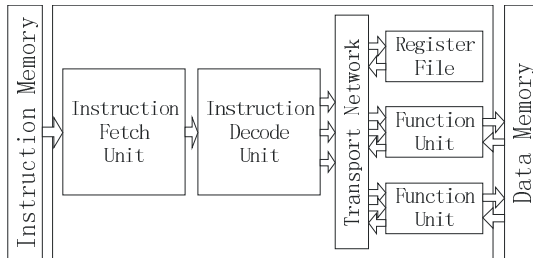 Instruction Memory
Instruction
Fetch
Unit
Instruction
Decode
Unit
Transport Network
Register
File
Function
Unit
Function
Unit
Data Memory